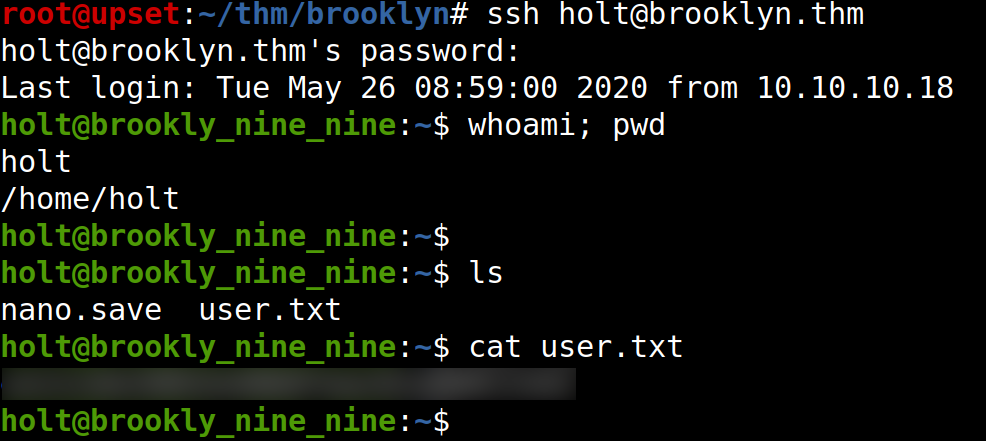 root@upset:~/thm/brooklyn# ssh holt@brooklyn.thm
holt@brooklyn.thm's password:
Last login: Tue May 26 08:59:00 2020 from 10.10.10.18
holt@brookly_nine_nine:~$ whoami; pwd
holt
/home/holt
holt@brookly_nine_nine:~$
holt@brookly_nine_nine:~$ ls
nano.save  user.txt
holt@brookly_nine_nine:~$ cat user.txt
holt@brookly_nine_nine:~$